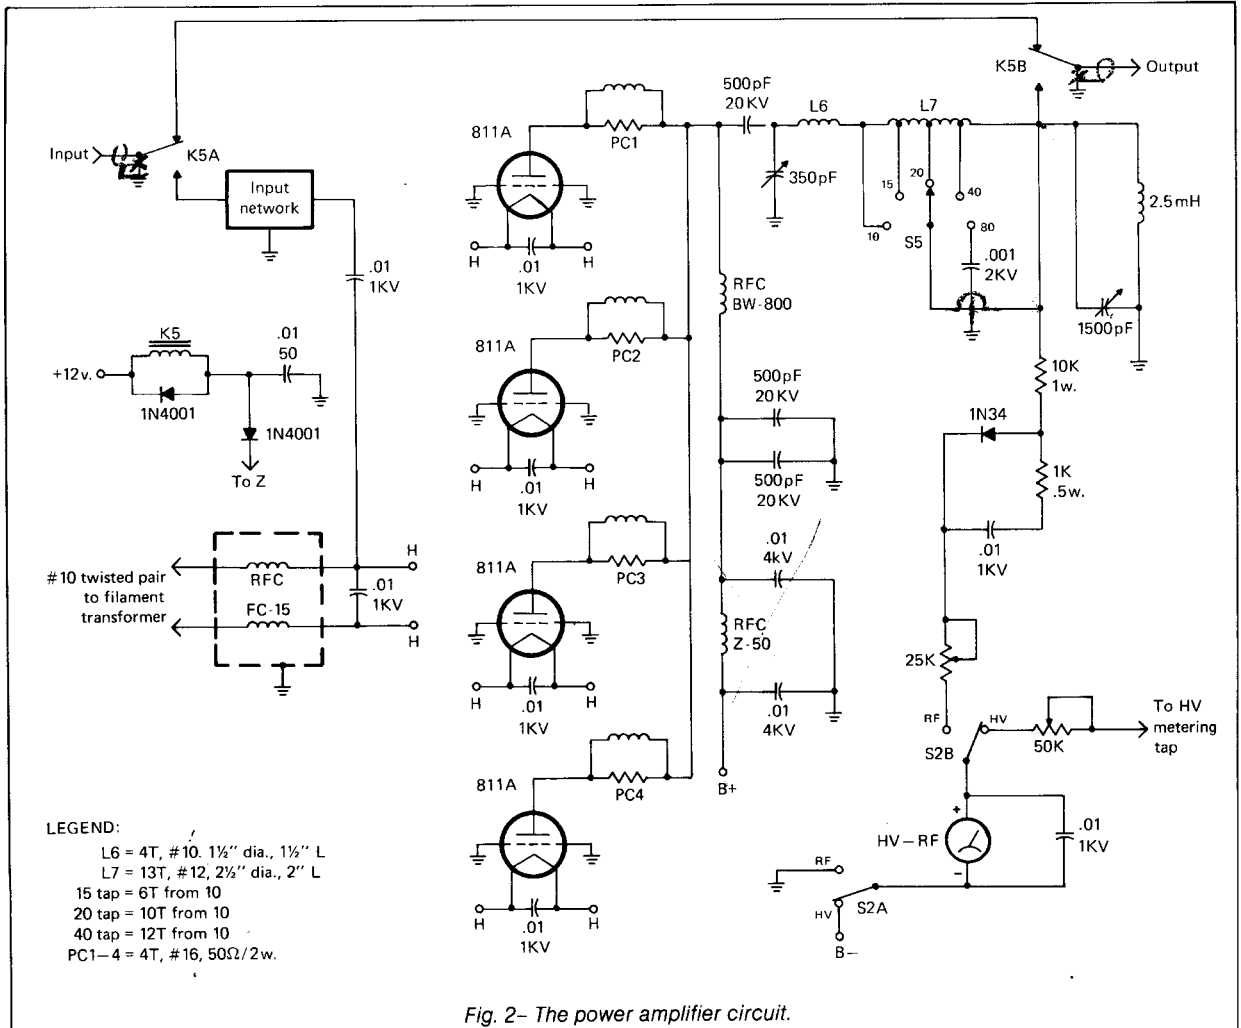 K5B
Output
500pF
20KV
L6
L7
811A
PC1
Input
K5A
Input
network
350pF
15
20
40
10
S5
80
2.5mH
.001
2KV
H
.01
1KV
H
.01
1KV
RFC
BW-800
1500pF
K5
.01
50
+12v.
1N4001
1N4001
To Z
811A
PC2
H
.01
1KV
H
500pF
20KV
500pF
20KV
10K
1w.
1N34
1K
.5w.
.01
1KV
#10 twisted pair
to filament
transformer
RFC
FC-15
H
.01
1KV
H
811A
PC3
H
.01
1KV
H
.01
4kV
RFC
Z-50
.01
4KV
B+
25K
RF
HV
S2B
50K
To HV
metering
tap
811A
PC4
H
.01
1KV
H
+
HV-RF
-
.01
1KV
RF
S2A
HV
B-
LEGEND:
L6 = 4T, #10. 1½" dia., 1½" L
L7 = 13T, #12, 2½" dia., 2" L
15 tap = 6T from 10
20 tap = 10T from 10
40 tap = 12T from 10
PC1-4 = 4T, #16, 50Ω/2w.
Fig. 2- The power amplifier circuit.